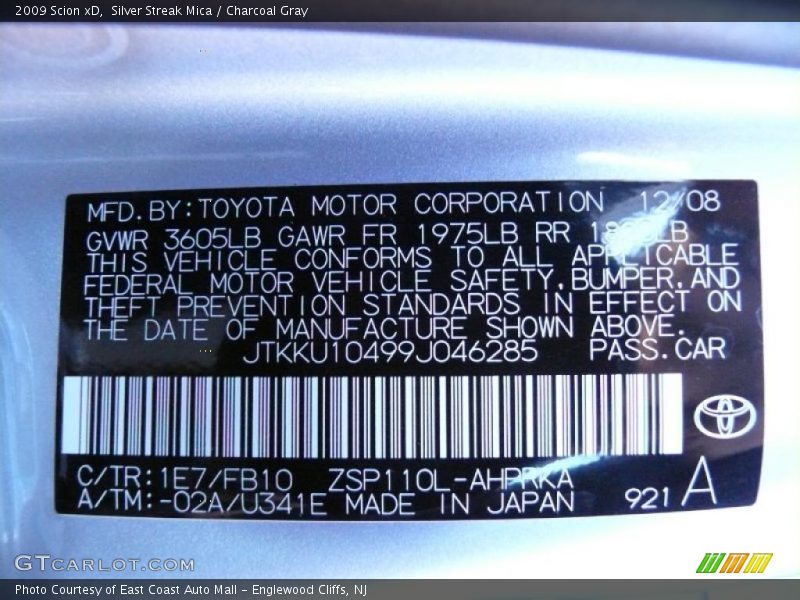 2009 Scion xD, Silver Streak Mica / Charcoal Gray
MFD.BY:TOYOTA MOTOR CORPORATION 12/08
GVWR 3605LB GAWR FR 1975LB RR
THIS VEHICLE CONFORMS TO ALL APPLICABLE
FEDERAL MOTOR VEHICLE SAFETY,BUMPER,AND
THEFT PREVENTION STANDARDS IN EFFECT ON
THE DATE OF MANUFACTURE SHOWN ABOVE.
JTKKU10499J046285 PASS.CAR
C/TR:1E7/FB10 ZSP110L-AHPRKA
A/TM:-02A/U341E MADE IN JAPAN 921 A
GTCARLOT.COM
Photo Courtesy of East Coast Auto Mall - Englewood Cliffs, NJ